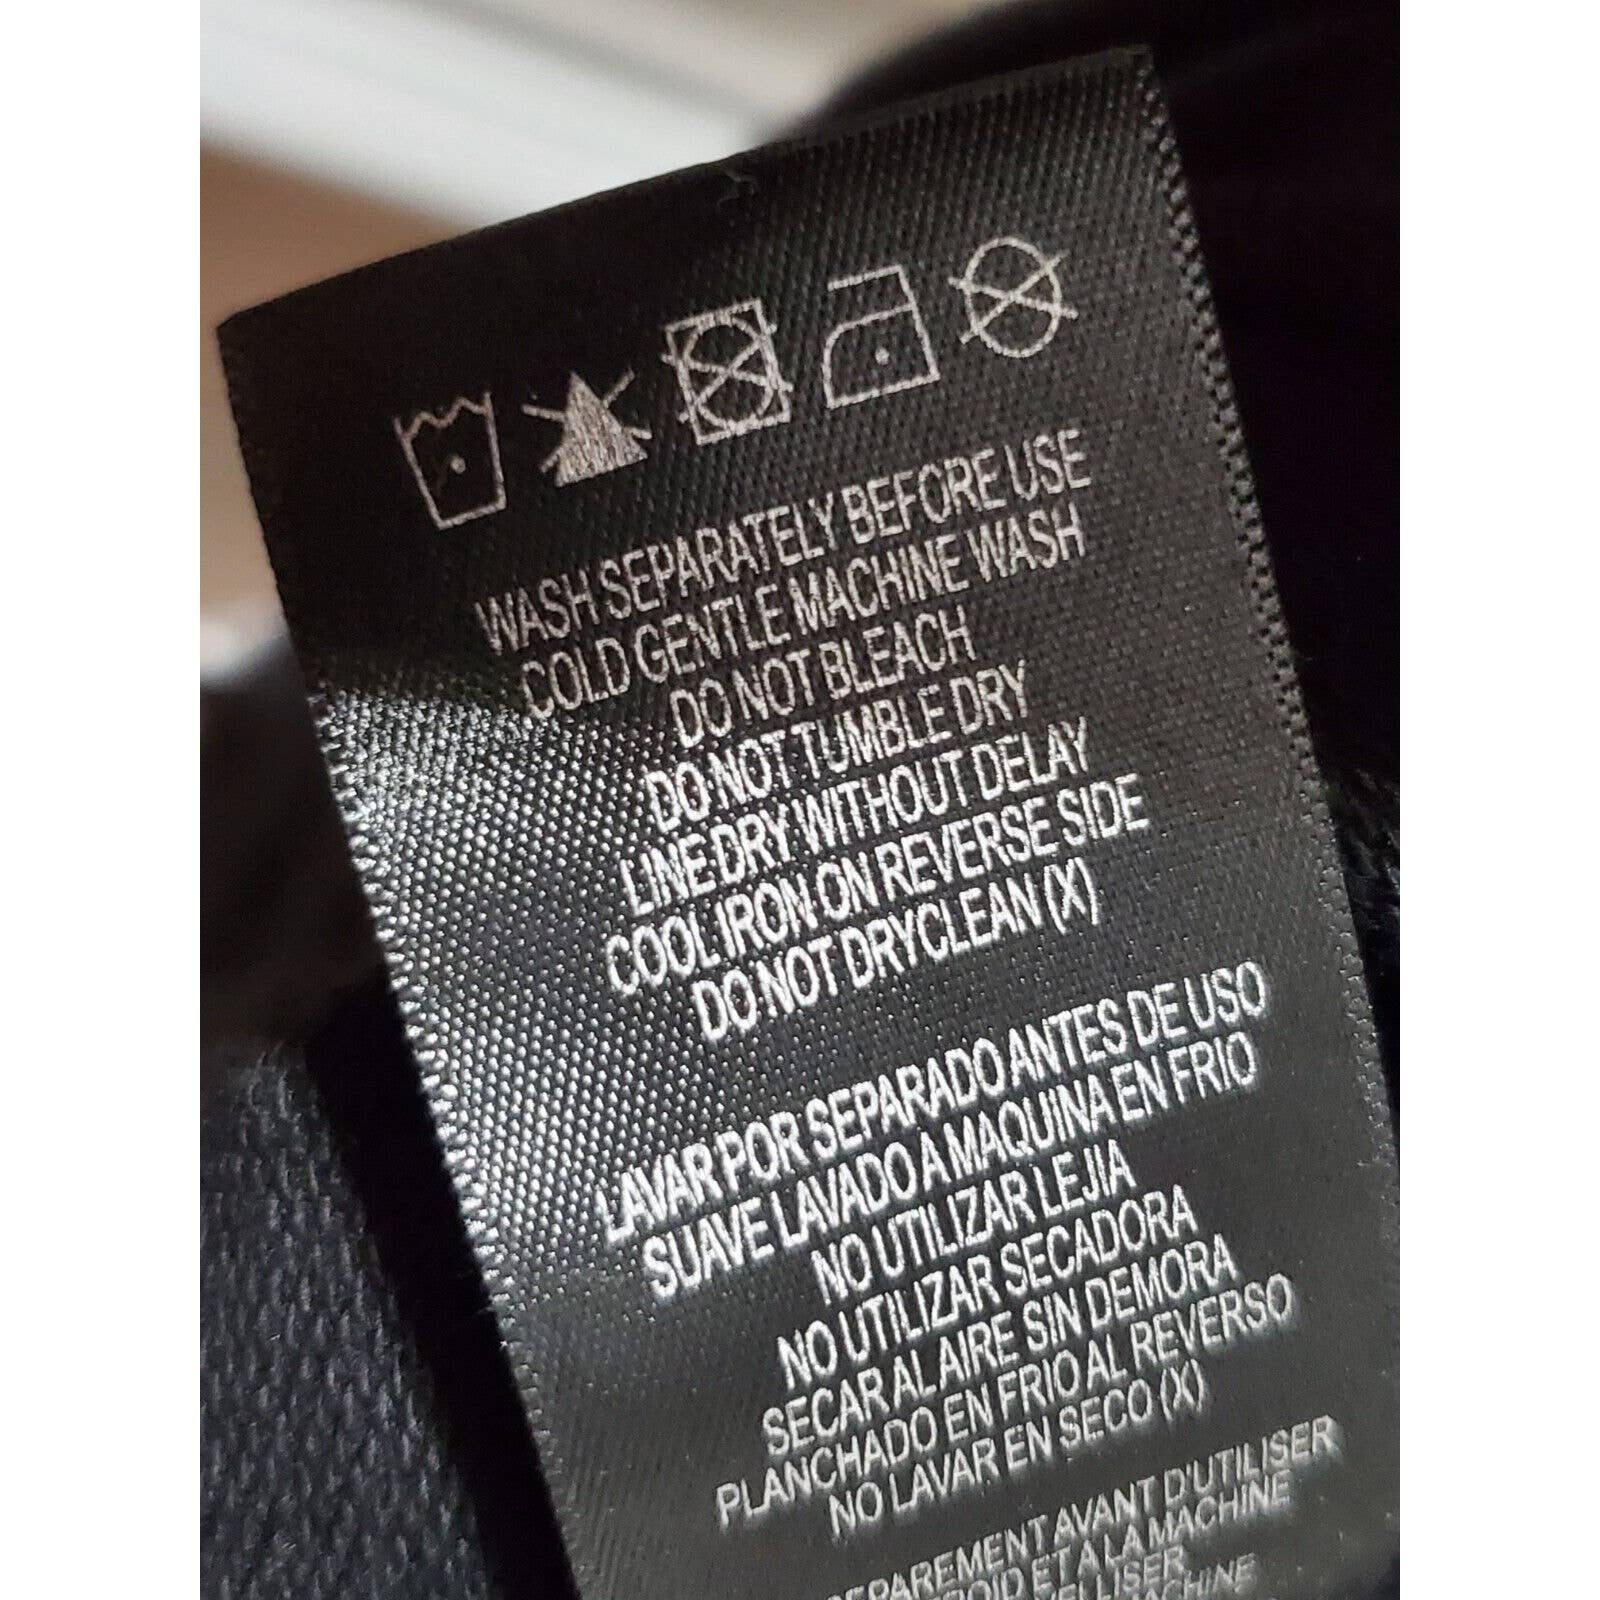 WASH SEPARATELY BEFORE USE
COLD GENTLE MACHINE WASH
DO NOT BLEACH
DO NOT TUMBLE DRY
LINE DRY WITHOUT DELAY
COOL IRON ON REVERSE SIDE
DO NOT DRYCLEAN (X)
LAVAR POR SEPARADO ANTES DE USO
SUAVE LAVADO A MAQUINA EN FRIO
NO UTILIZAR LEJIA
NO UTILIZAR SECADORA
SECAR AL AIRE SIN DEMORA
PLANCHADO EN FRIO AL REVERSO
NO LAVAR EN SECO (X)
AVANT D'UTILISER
ET A LA MACHINE